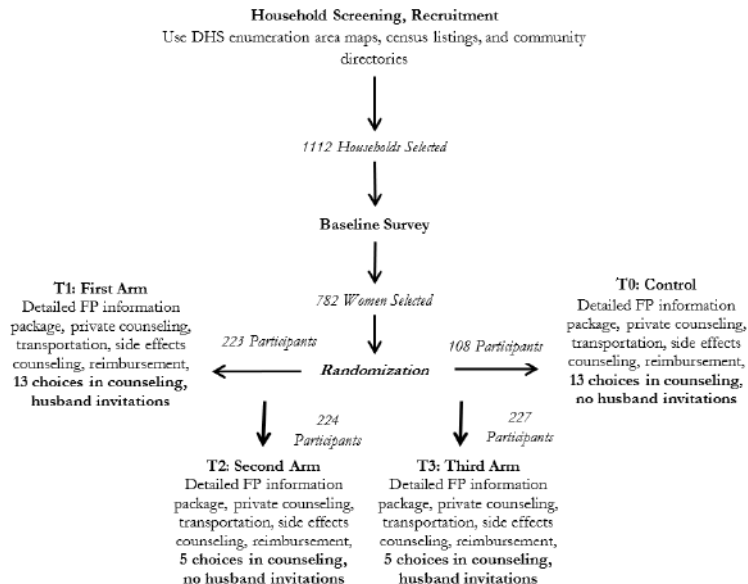 Household Screening, Recruitment
Use DHS enumeration area maps, census listings, and community
directories
1112 Households Selected
Baseline Survey
782 Women Selected
T1: First Arm
Detailed FP information
package, private counseling,
transportation, side effects
counseling, reimbursement,
13 choices in counseling,
husband invitations
223 Participants
Randomization
108 Participants
T0: Control
Detailed FP information
package, private counseling,
transportation, side effects
counseling, reimbursement,
13 choices in counseling,
no husband invitations
224
Participants
227
Participants
T2: Second Arm
Detailed FP information
package, private counseling,
transportation, side effects
counseling, reimbursement,
5 choices in counseling,
no husband invitations
T3: Third Arm
Detailed FP information
package, private counseling,
transportation, side effects
counseling, reimbursement,
5 choices in counseling,
husband invitations